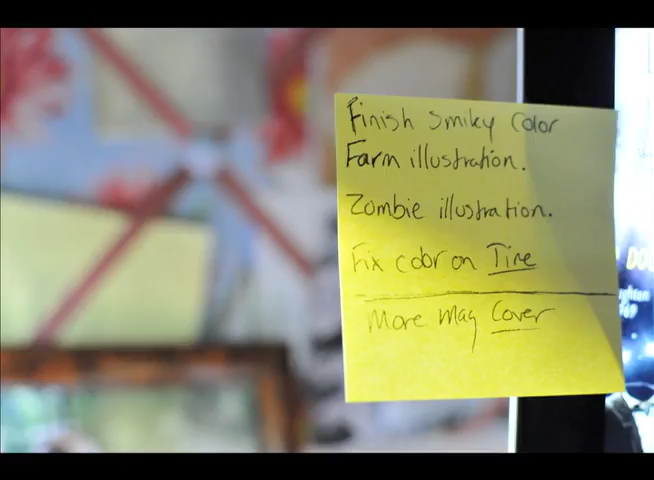 Finish Smiky Color
Farm illustration.
Zombie illustration.
Fix color on Tire
More Mag Cover